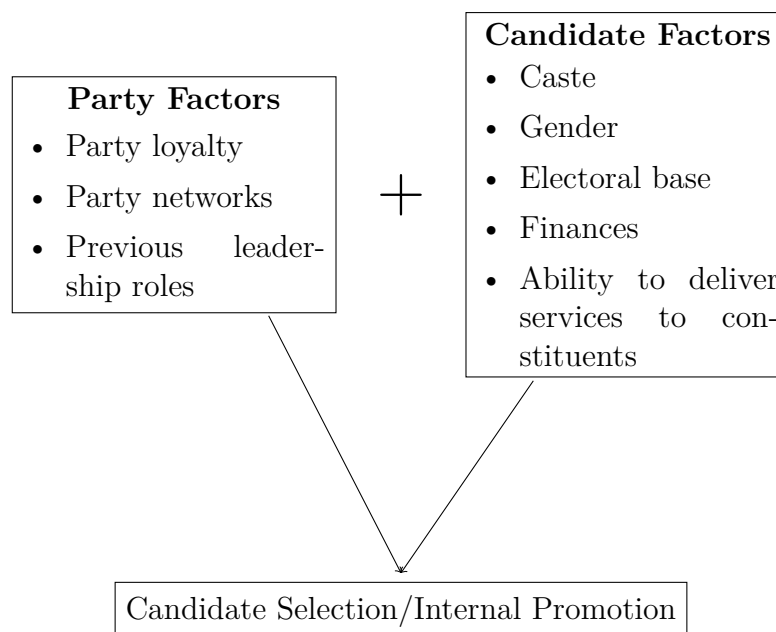 Party Factors
• Party loyalty
• Party networks
• Previous leader-
ship roles
+
Candidate Factors
• Caste
• Gender
• Electoral base
• Finances
• Ability to deliver
services to con-
stituents
Candidate Selection/Internal Promotion